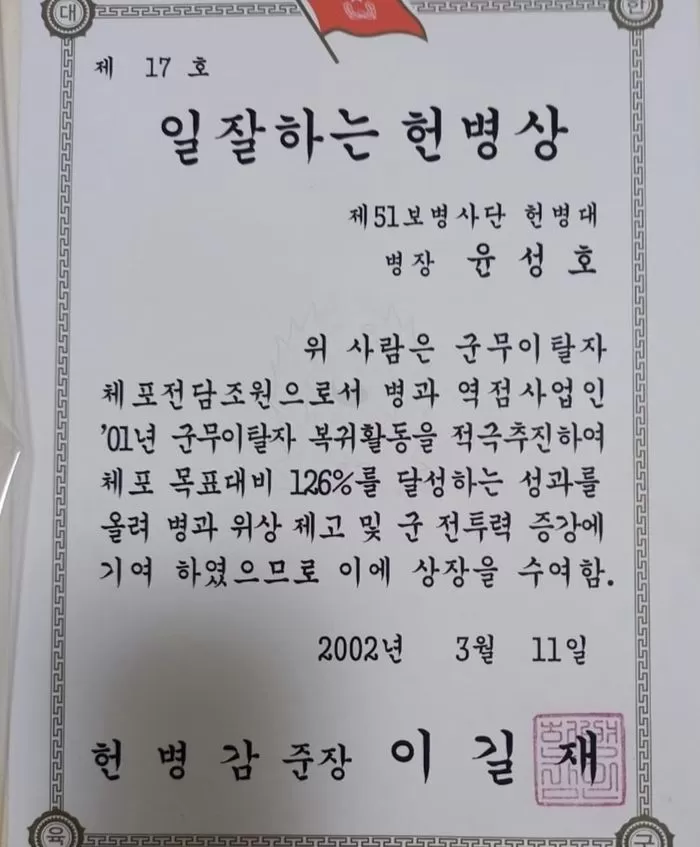 대 한
제 17 호
일잘하는 헌병상
제51보병사단 헌병대
병장 윤성호
위 사람은 군무이탈자
체포전담조원으로서 병과 역점사업인
'01년 군무이탈자 복귀활동을 적극추진하여
체포 목표대비 126%를 달성하는 성과를
올려 병과 위상 제고 및 군 전투력 증강에
기여 하였으므로 이에 상장을 수여함.
2002년 3월 11일
헌병감 준장 이길재
육 군